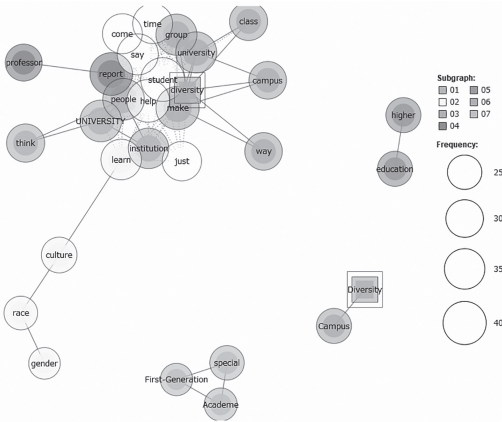 time
come
group
class
say
university
professor
report
student
campus
diversity
people
help
make
UNIVERSITY
think
institution
learn
just
way
higher
education
culture
race
gender
Diversity
Campus
special
First-Generation
Academe
Subgraph:
01 05
02 06
03 07
04
Frequency:
25
30
35
40